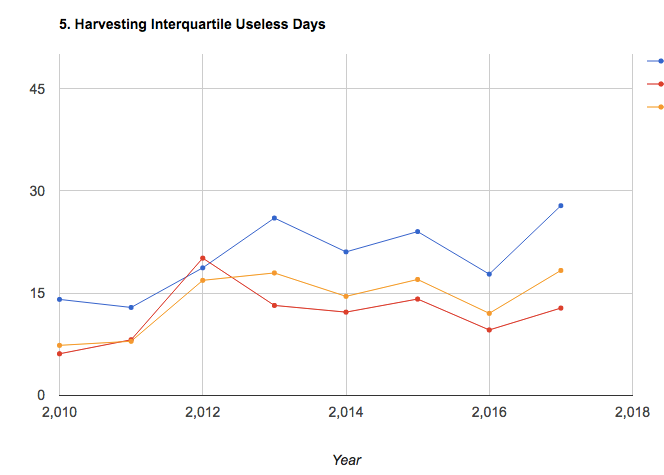 5. Harvesting Interquartile Useless Days
45
30
15
0
2,010 2,012 2,014 2,016 2,018
Year